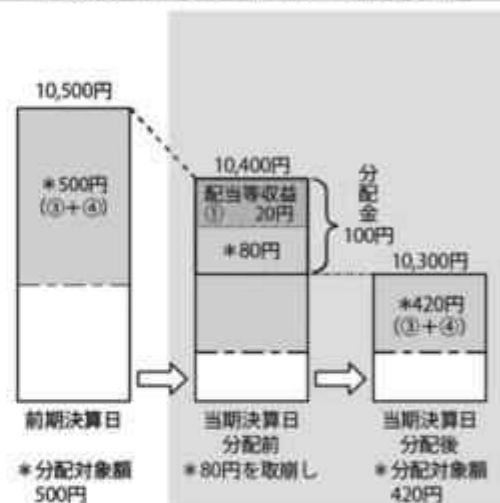 10,500円
*500円
(③+④)
前期決算日
*分配対象額
500円
10,400円
配当等収益
① 20円
*80円
分配金
100円
当期決算日
分配前
*80円を取崩し
10,300円
*420円
(③+④)
当期決算日
分配後
*分配対象額
420円